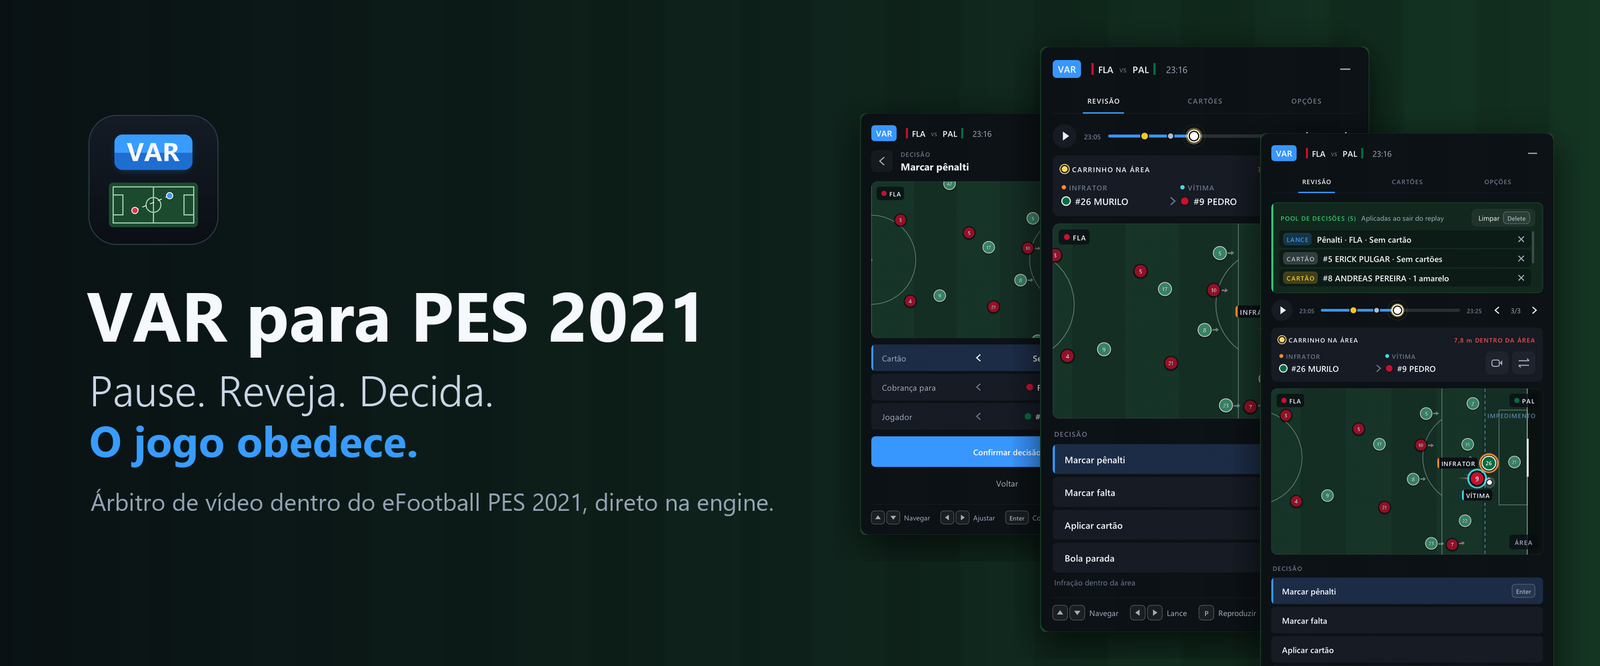 VAR
VAR para PES 2021
Pause. Reveja. Decida.
O jogo obedece.
Árbitro de vídeo dentro do eFootball PES 2021, direto na engine.
VAR FLA vs PAL 23:16
DECISÃO
Marcar pênalti
FLA
Cartão
Cobrança para
Jogador
Confirmar decisão
Voltar
Navegar Ajustar Enter
VAR FLA vs PAL 23:16
REVISÃO CARTÕES OPÇÕES
23:05
CARRINHO NA ÁREA
INFRATOR VÍTIMA
#26 MURILO #9 PEDRO
FLA
DECISÃO
Marcar pênalti
Marcar falta
Aplicar cartão
Bola parada
Infração dentro da área
Navegar Lance P Reproduzir
VAR FLA vs PAL 23:16
REVISÃO CARTÕES OPÇÕES
POOL DE DECISÕES (5) Aplicadas ao sair do replay Limpar Delete
LANCE Pênalti · FLA · Sem cartão
CARTÃO #5 ERICK PULGAR · Sem cartões
CARTÃO #8 ANDREAS PEREIRA · 1 amarelo
23:05 23:25 3/3
CARRINHO NA ÁREA 7,8 m DENTRO DA ÁREA
INFRATOR VÍTIMA
#26 MURILO #9 PEDRO
FLA PAL
IMPEDIMENTO
INFRATOR 26
9
VÍTIMA
ÁREA
DECISÃO
Marcar pênalti Enter
Marcar falta
Aplicar cartão